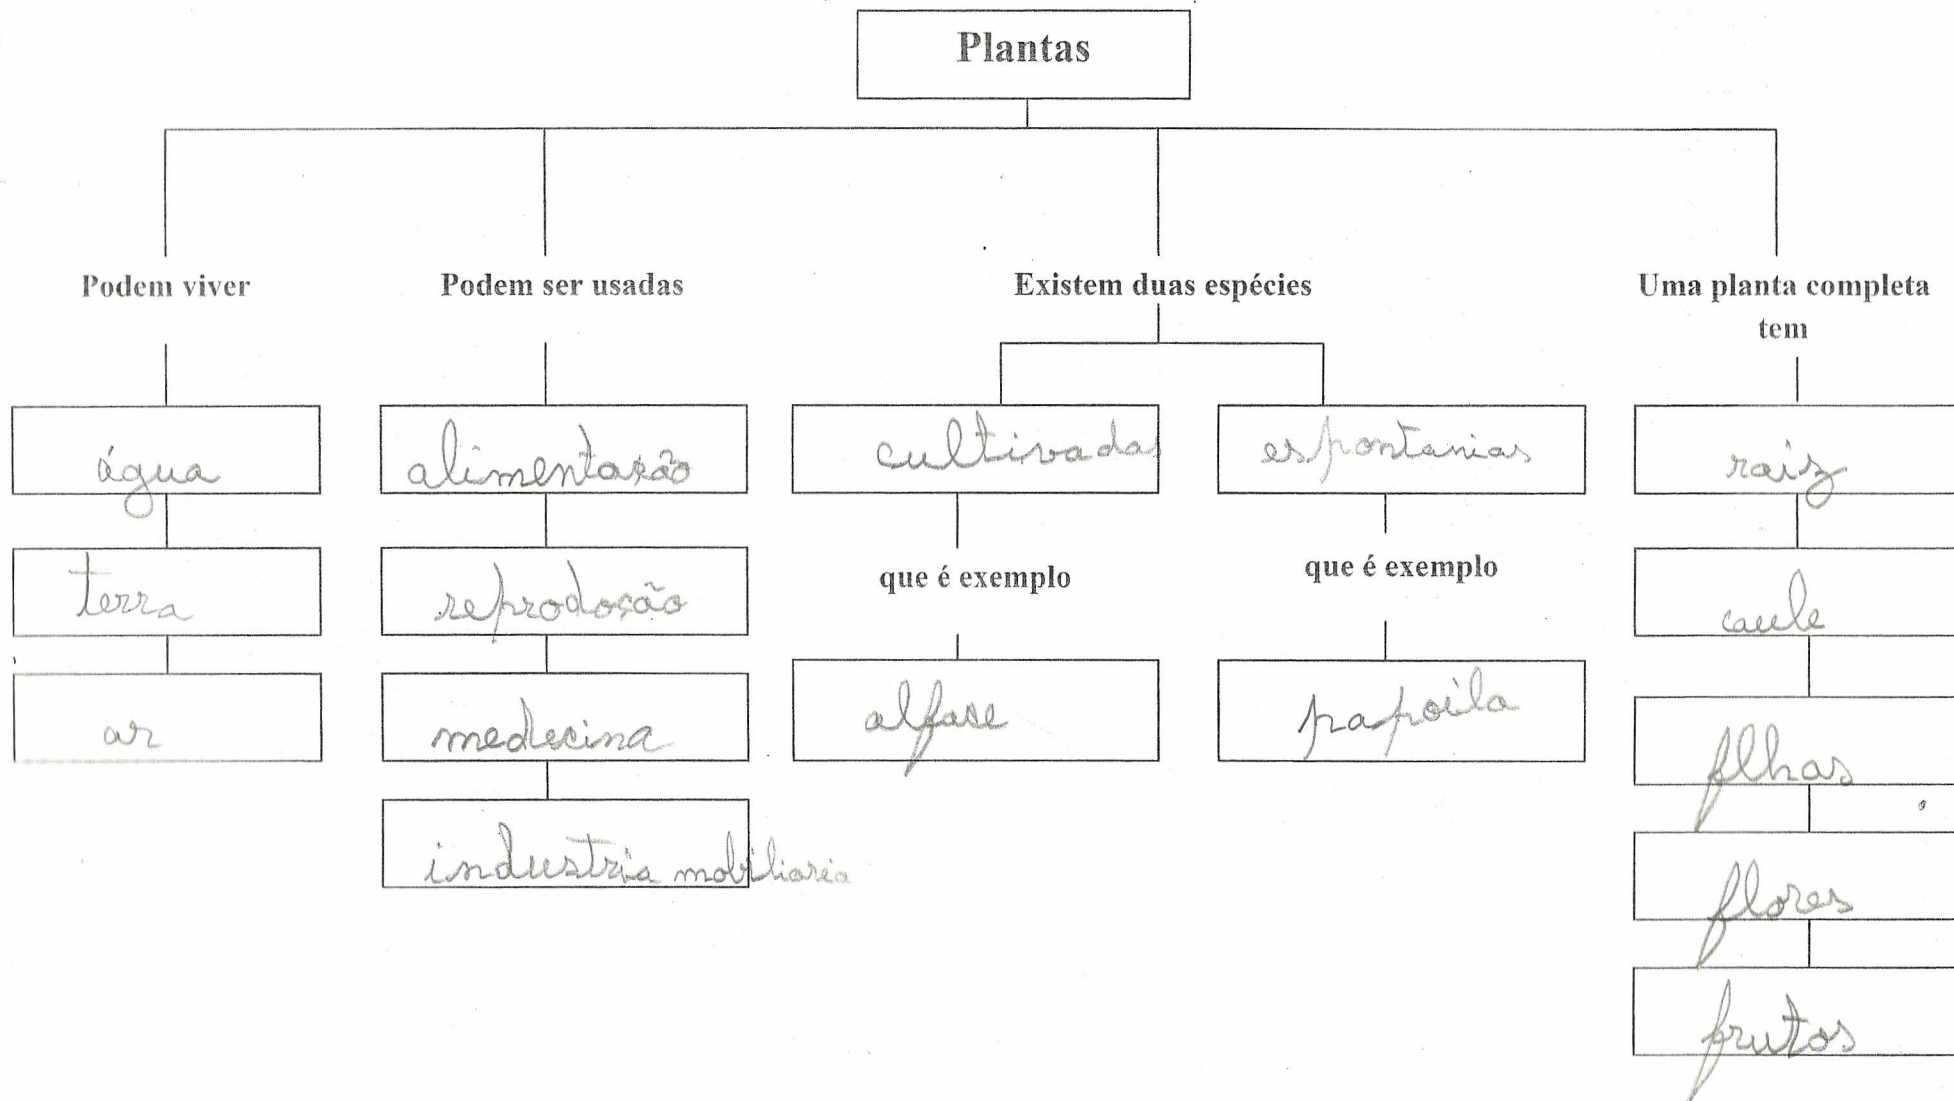 Plantas
Podem viver
água
terra
ar
Podem ser usadas
alimentação
reprodoção
medecina
industria mobiliaria
Existem duas espécies
cultivadas
que é exemplo
alfase
espontanias
que é exemplo
papoila
Uma planta completa
tem
raiz
caule
flhas
flores
frutos